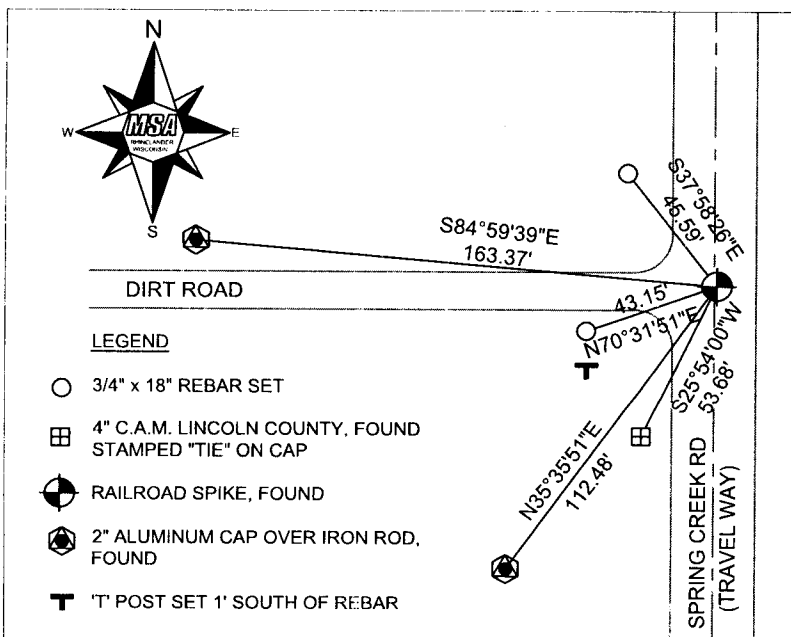 N
W
MSA
RHINELANDER
WISCONSIN
E
S
S37°58'26"E
45.59'
S84°59'39"E
163.37'
DIRT ROAD
43.15'
N70°31'51"E
S25°54'00"W
53.68'
N35°35'51"E
112.48'
LEGEND
3/4" x 18" REBAR SET
4" C.A.M. LINCOLN COUNTY, FOUND
STAMPED "TIE" ON CAP
RAILROAD SPIKE, FOUND
2" ALUMINUM CAP OVER IRON ROD,
FOUND
'T' POST SET 1' SOUTH OF REBAR
SPRING CREEK RD
(TRAVEL WAY)